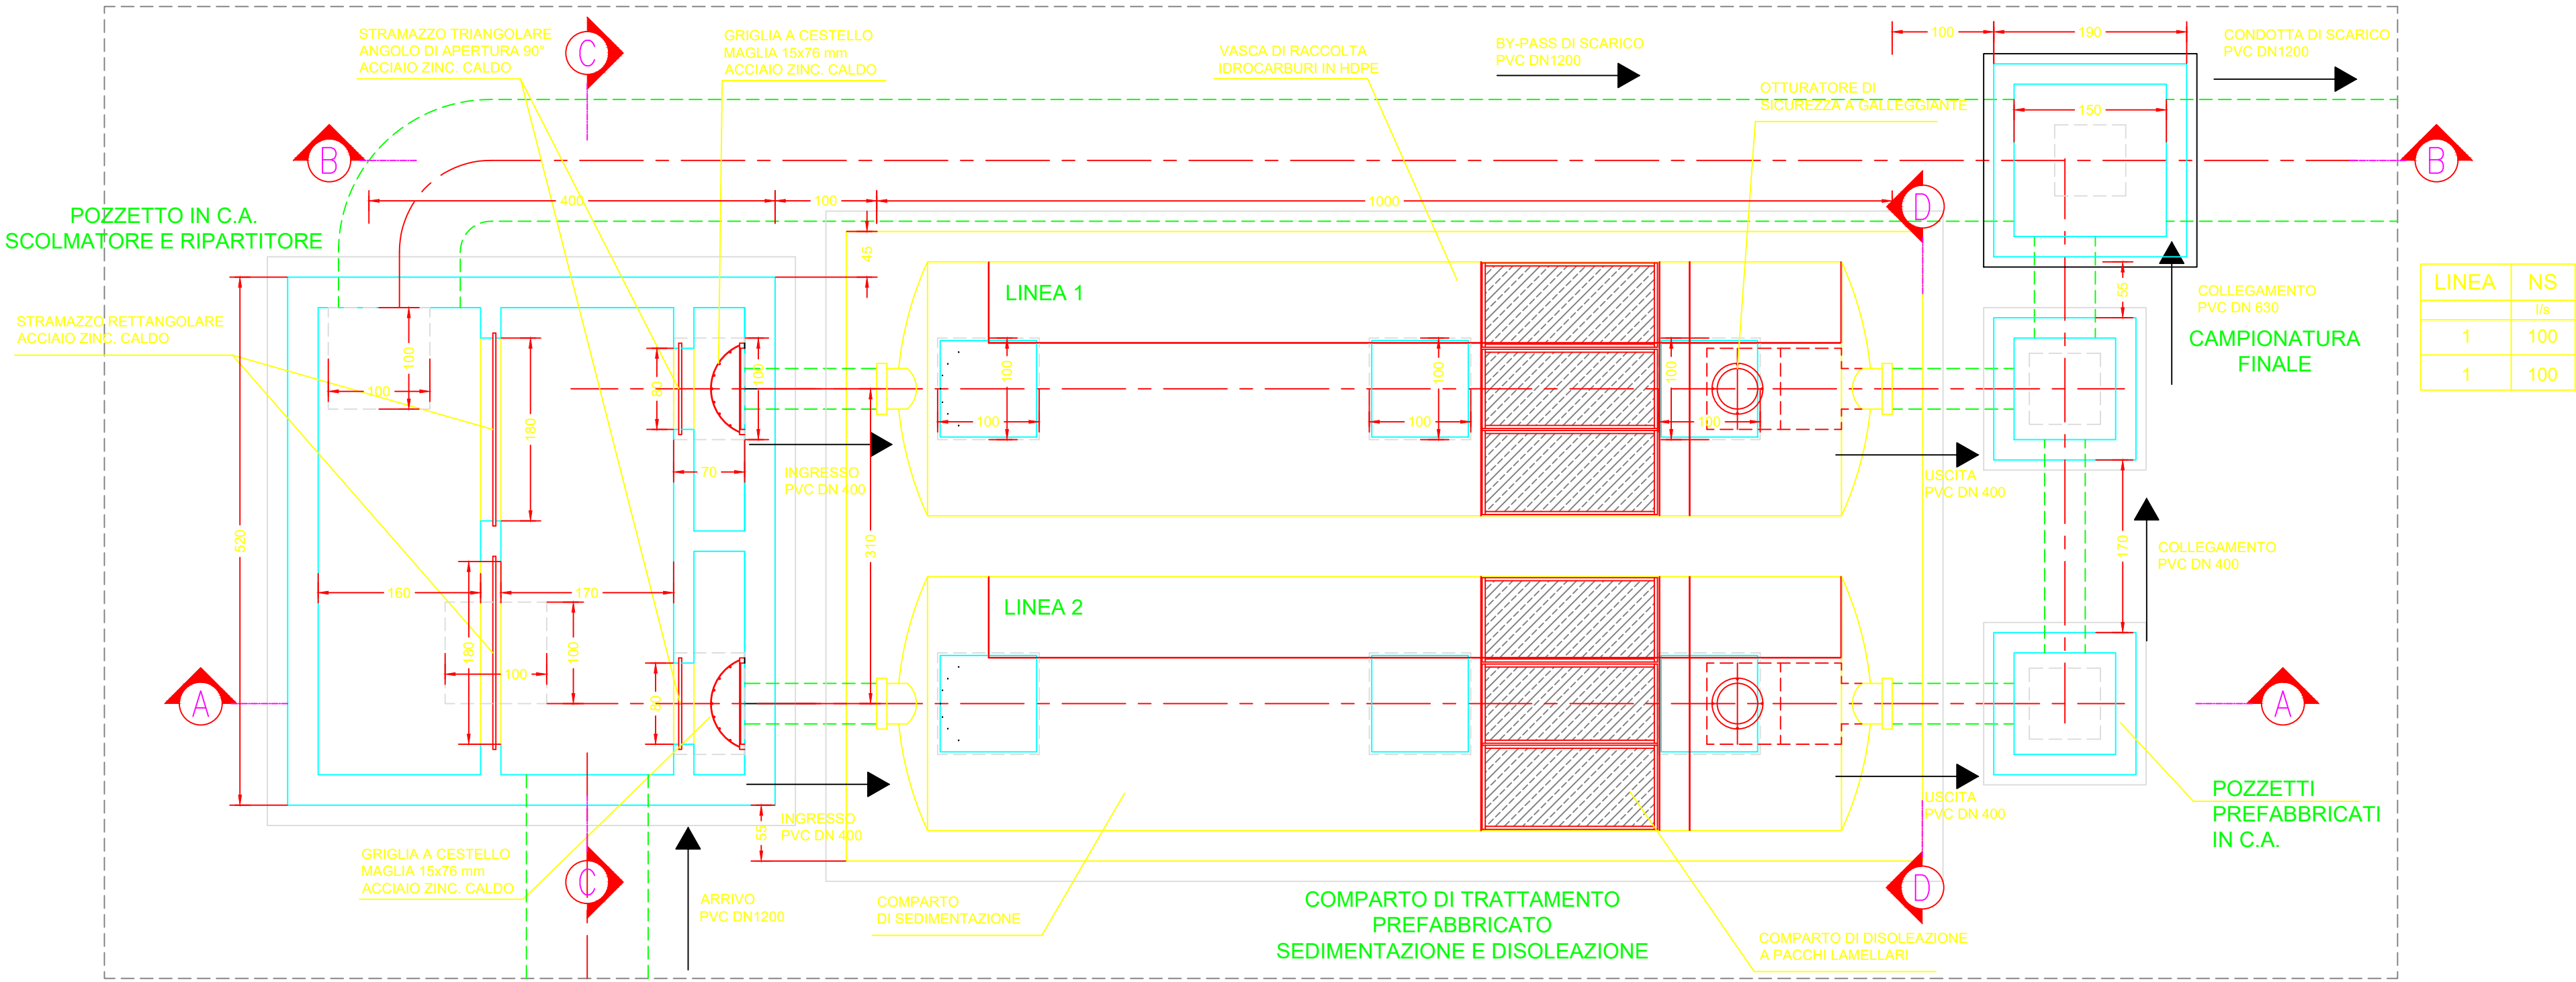 STRAMAZZO TRIANGOLARE
ANGOLO DI APERTURA 90°
ACCIAIO ZINC. CALDO
C
GRIGLIA A CESTELLO
MAGLIA 15x76 mm
ACCIAIO ZINC. CALDO
VASCA DI RACCOLTA
IDROCARBURI IN HDPE
BY-PASS DI SCARICO
PVC DN1200
OTTURATORE DI
SICUREZZA A GALLEGGIANTE
100
190
CONDOTTA DI SCARICO
PVC DN1200
150
B
B
400
100
1000
D
POZZETTO IN C.A.
SCOLMATORE E RIPARTITORE
45
55
LINEA 1
COLLEGAMENTO
PVC DN 630
CAMPIONATURA
FINALE
LINEA
NS
l/s
1
100
1
100
STRAMAZZO RETTANGOLARE
ACCIAIO ZINC. CALDO
100
100
180
80
100
70
100
100
100
100
100
100
INGRESSO
PVC DN 400
USCITA
PVC DN 400
520
310
170
COLLEGAMENTO
PVC DN 400
160
170
LINEA 2
180
100
100
80
A
A
INGRESSO
PVC DN 400
55
USCITA
PVC DN 400
POZZETTI
PREFABBRICATI
IN C.A.
GRIGLIA A CESTELLO
MAGLIA 15x76 mm
ACCIAIO ZINC. CALDO
C
ARRIVO
PVC DN1200
COMPARTO
DI SEDIMENTAZIONE
COMPARTO DI TRATTAMENTO
PREFABBRICATO
SEDIMENTAZIONE E DISOLEAZIONE
D
COMPARTO DI DISOLEAZIONE
A PACCHI LAMELLARI